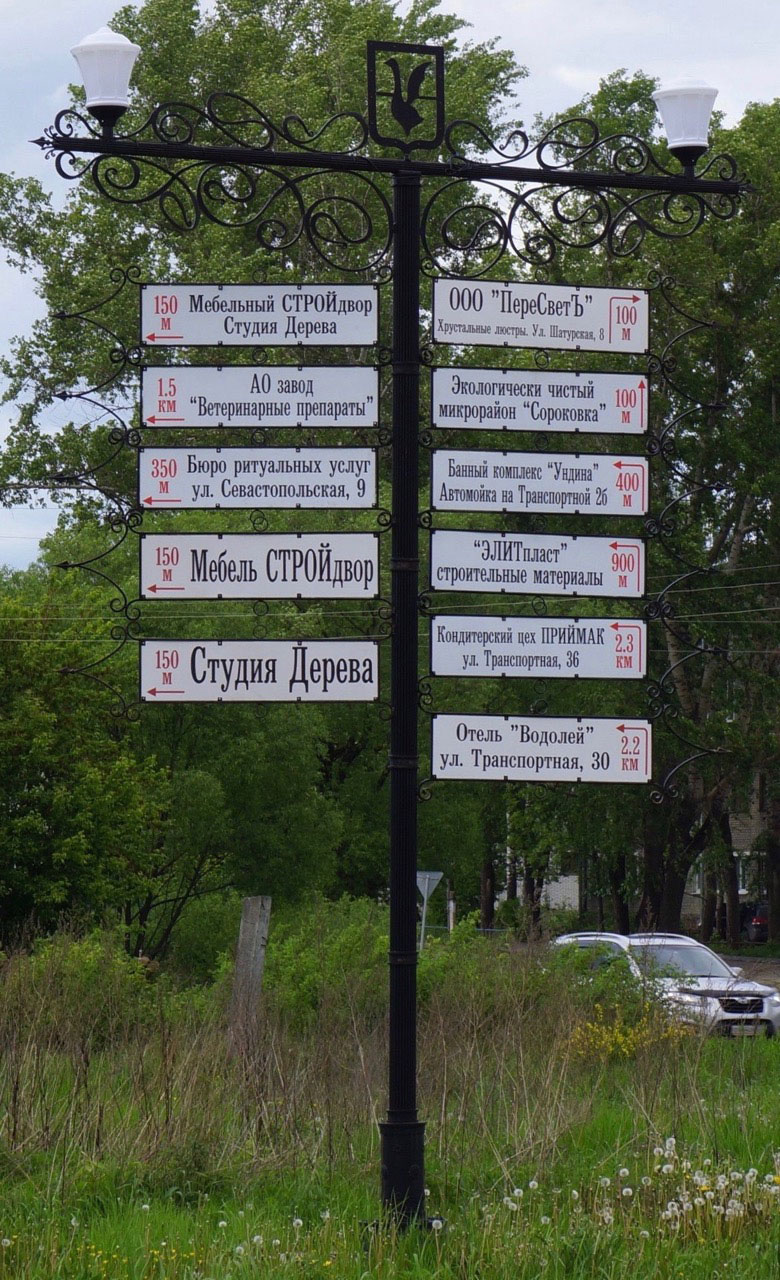 150 М
Мебельный СТРОЙдвор
Студия Дерева
1.5 КМ
АО завод
"Ветеринарные препараты"
350 М
Бюро ритуальных услуг
ул. Севастопольская, 9
150 М
Мебель СТРОЙдвор
150 М
Студия Дерева
ООО "ПереСветЪ"
Хрустальные люстры. Ул. Шатурская, 8
100 М
Экологически чистый
микрорайон "Сороковка"
100 М
Банный комплекс "Ундина"
Автомойка на Транспортной 2б
400 М
"ЭЛИТпласт"
строительные материалы
900 М
Кондитерский цех ПРИЙМАК
ул. Транспортная, 36
2.3 КМ
Отель "Водолей"
ул. Транспортная, 30
2.2 КМ